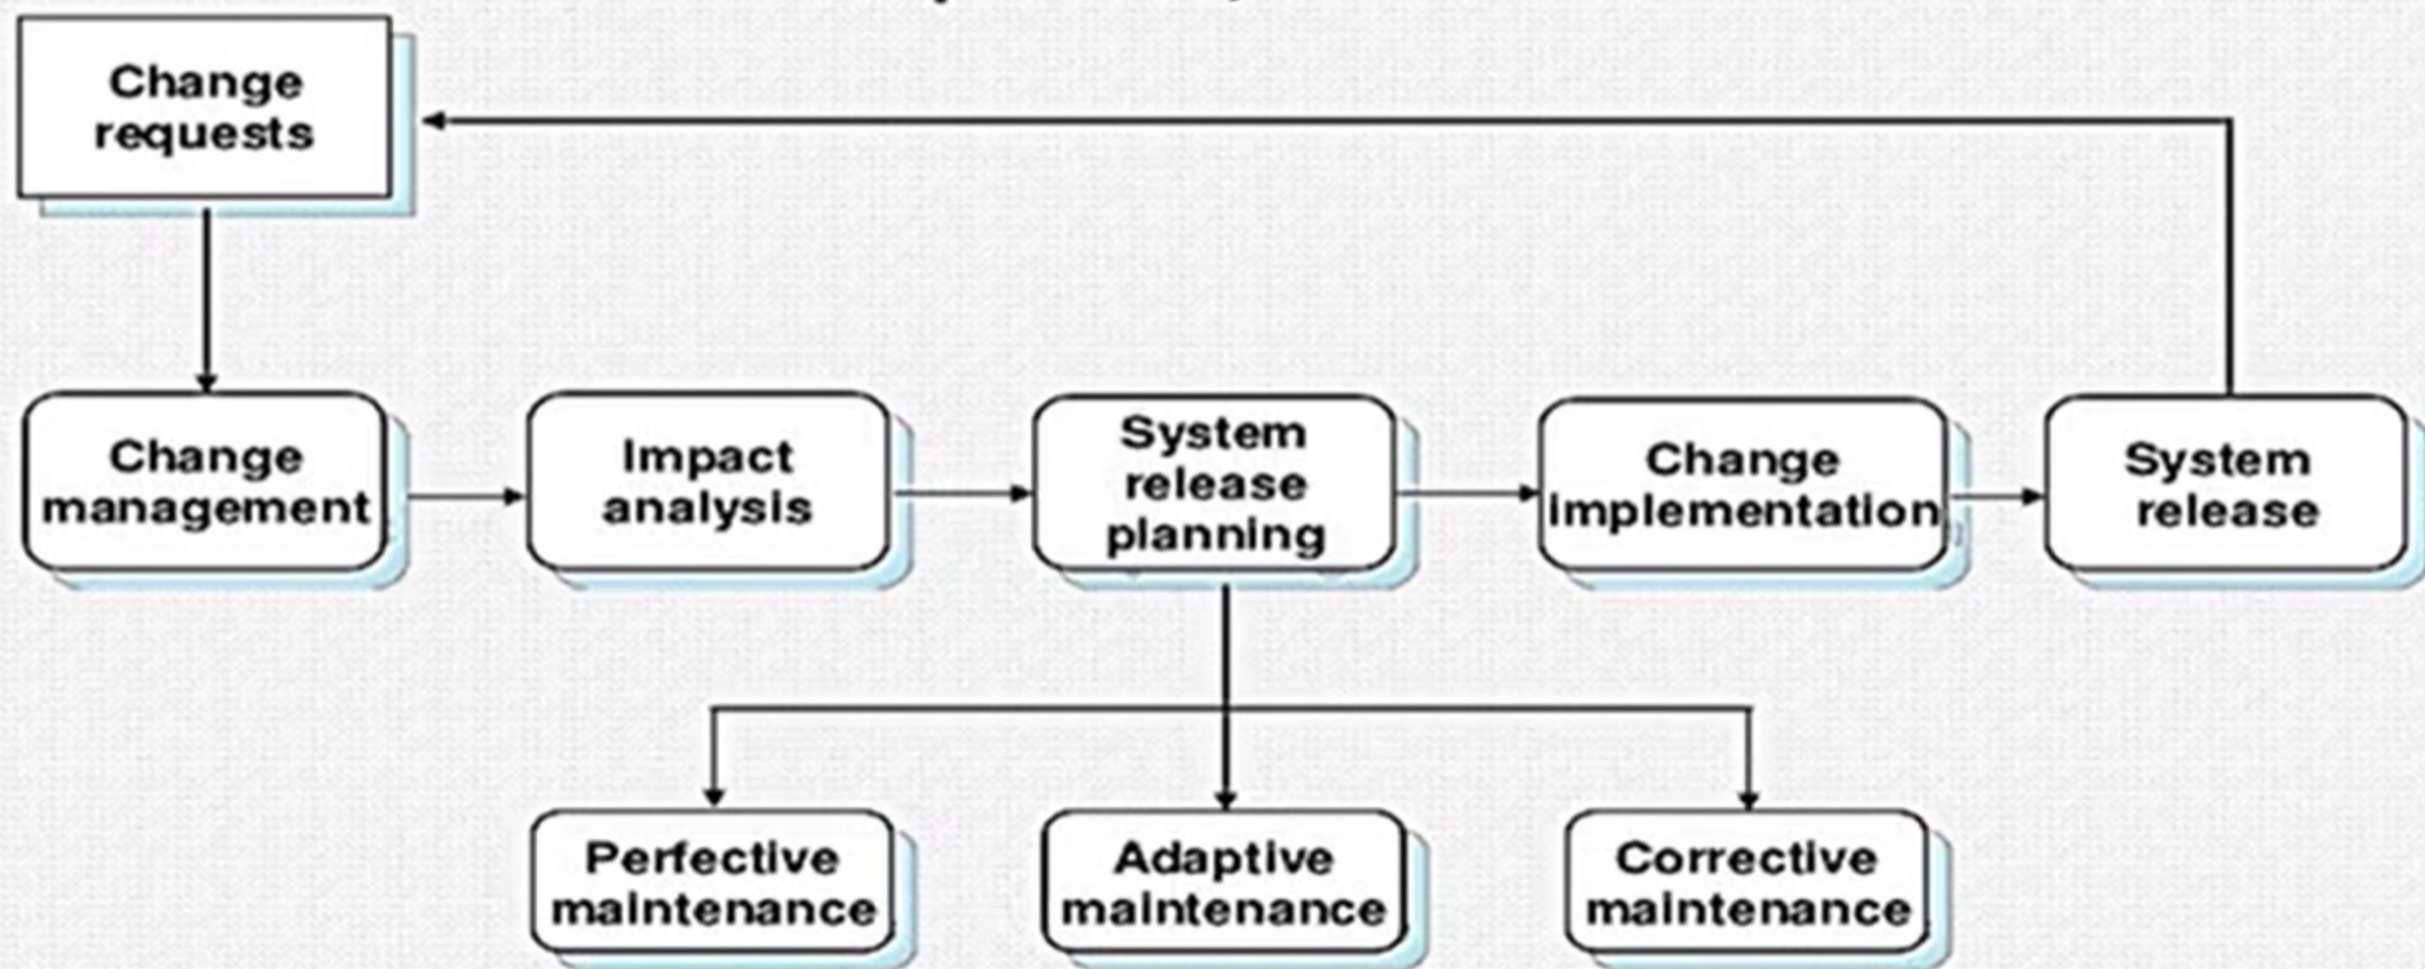 Change
requests
Change
management
Impact
analysis
System
release
planning
Change
implementation
System
release
Perfective
maintenance
Adaptive
maintenance
Corrective
maintenance